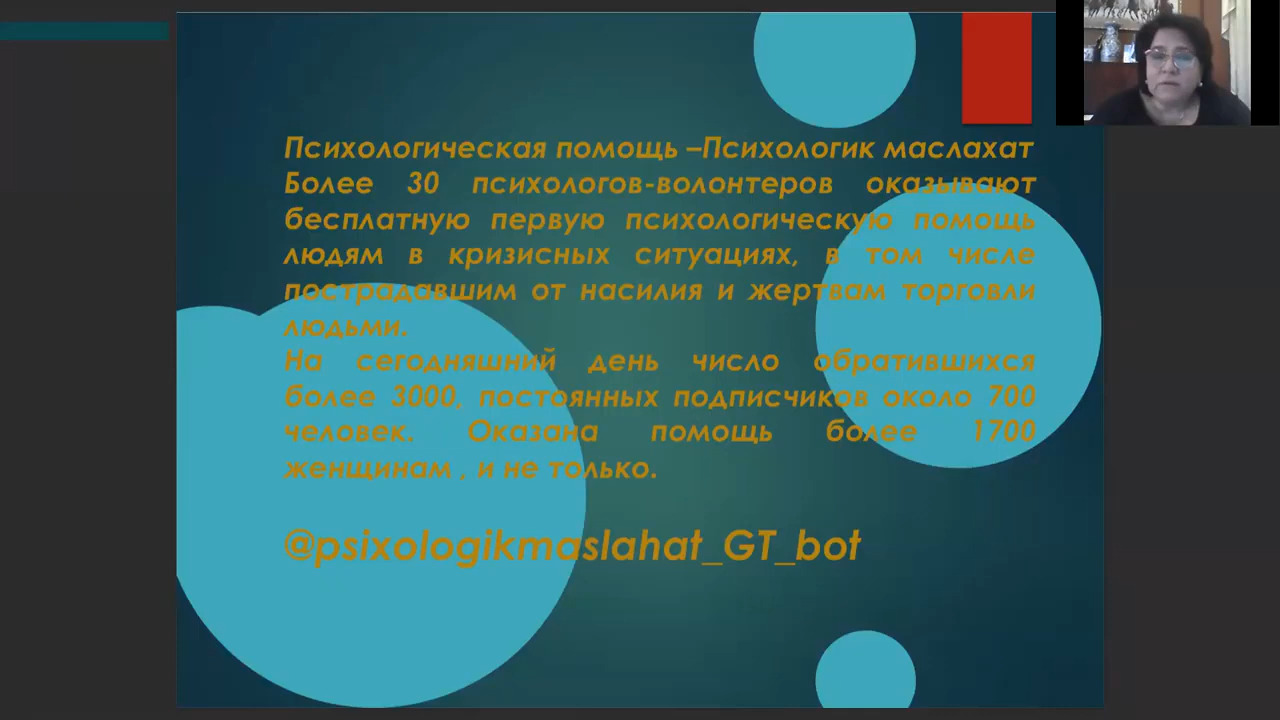 Психологическая помощь –Психологик маслахат
Более 30 психологов-волонтеров оказывают
бесплатную первую психологическую помощь
людям в кризисных ситуациях, в том числе
пострадавшим от насилия и жертвам торговли
людьми.
На сегодняшний день число обратившихся
более 3000, постоянных подписчиков около 700
человек. Оказана помощь более 1700
женщинам , и не только.
@psixologikmaslahat_GT_bot